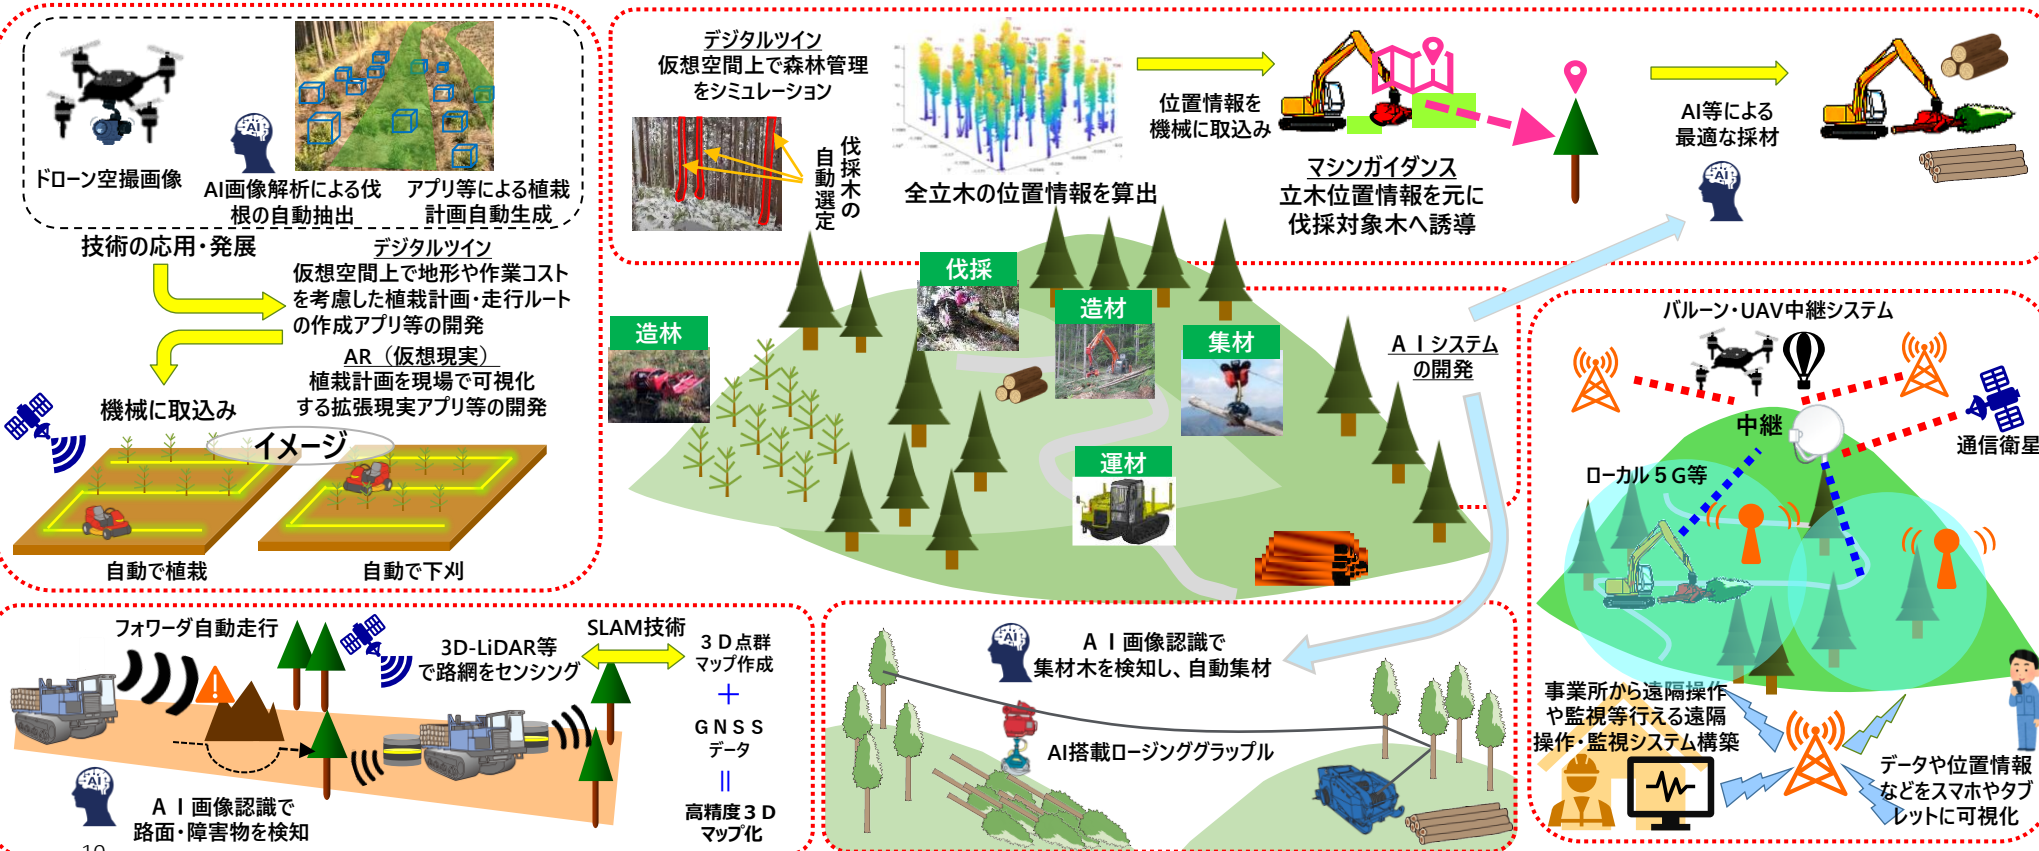 ドローン空撮画像
AI
AI画像解析による伐
根の自動抽出
アプリ等による植栽
計画自動生成
技術の応用・発展
デジタルツイン
仮想空間上で地形や作業コスト
を考慮した植栽計画・走行ルート
の作成アプリ等の開発
AR（仮想現実）
植栽計画を現場で可視化
する拡張現実アプリ等の開発
機械に取込み
イメージ
自動で植栽
自動で下刈
デジタルツイン
仮想空間上で森林管理
をシミュレーション
伐採木の
自動選定
全立木の位置情報を算出
位置情報を
機械に取込み
マシンガイダンス
立木位置情報を元に
伐採対象木へ誘導
AI等による
最適な採材
AI
造林
伐採
造材
集材
運材
ＡＩシステム
の開発
バルーン・UAV中継システム
中継
通信衛星
ローカル５G等
事業所から遠隔操作
や監視等行える遠隔
操作・監視システム構築
データや位置情報
などをスマホやタブ
レットに可視化
フォワーダ自動走行
3D-LiDAR等
で路網をセンシング
SLAM技術
３Ｄ点群
マップ作成
＋
ＧＮＳＳ
データ
＝
高精度３Ｄ
マップ化
AI
ＡＩ画像認識で
路面・障害物を検知
AI
ＡＩ画像認識で
集材木を検知し、自動集材
AI搭載ロージンググラップル